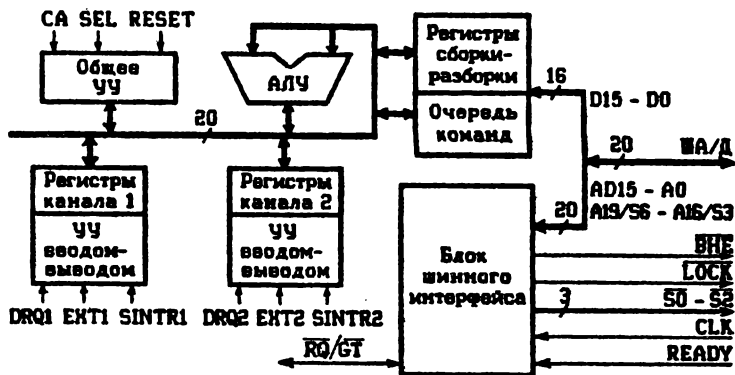 CA SEL RESET
Общее
УУ
АЛУ
Регистры
сборки-
разборки
Очередь
команд
16
D15 - D0
20
20
ША/Д
Регистры
канала 1
УУ
вводом-
выводом
Регистры
канала 2
УУ
вводом-
выводом
AD15 - A0
A19/S6 - A16/S3
20
Блок
шинного
интерфейса
BHE
LOCK
3
S0 - S2
CLK
READY
DRQ1 EXT1 SINTR1
DRQ2 EXT2 SINTR2
RQ/GT